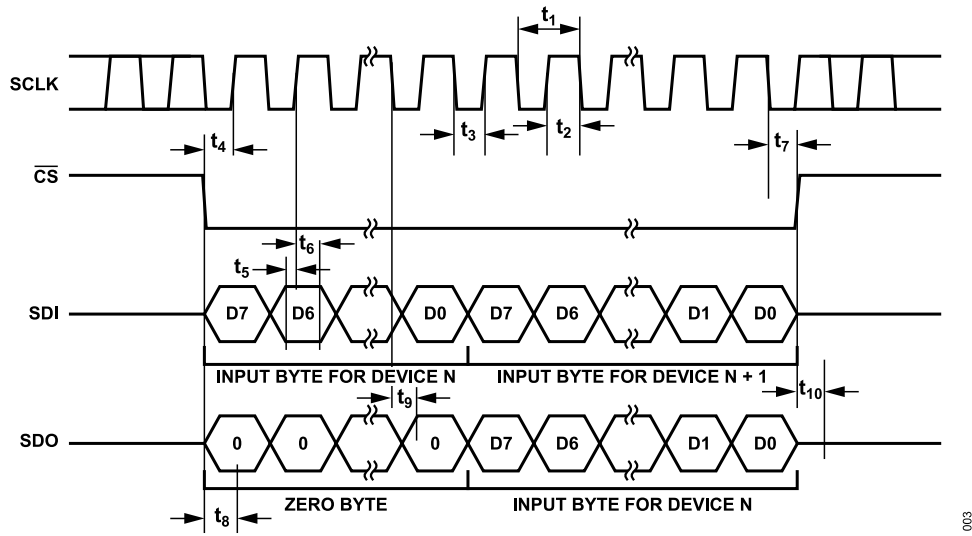 t1
SCLK
t4
t3
t2
t7
CS
t6
t5
SDI
D7
D6
D0
D7
D6
D1
D0
INPUT BYTE FOR DEVICE N
INPUT BYTE FOR DEVICE N + 1
t9
t10
SDO
0
0
0
D7
D6
D1
D0
ZERO BYTE
INPUT BYTE FOR DEVICE N
t8
003